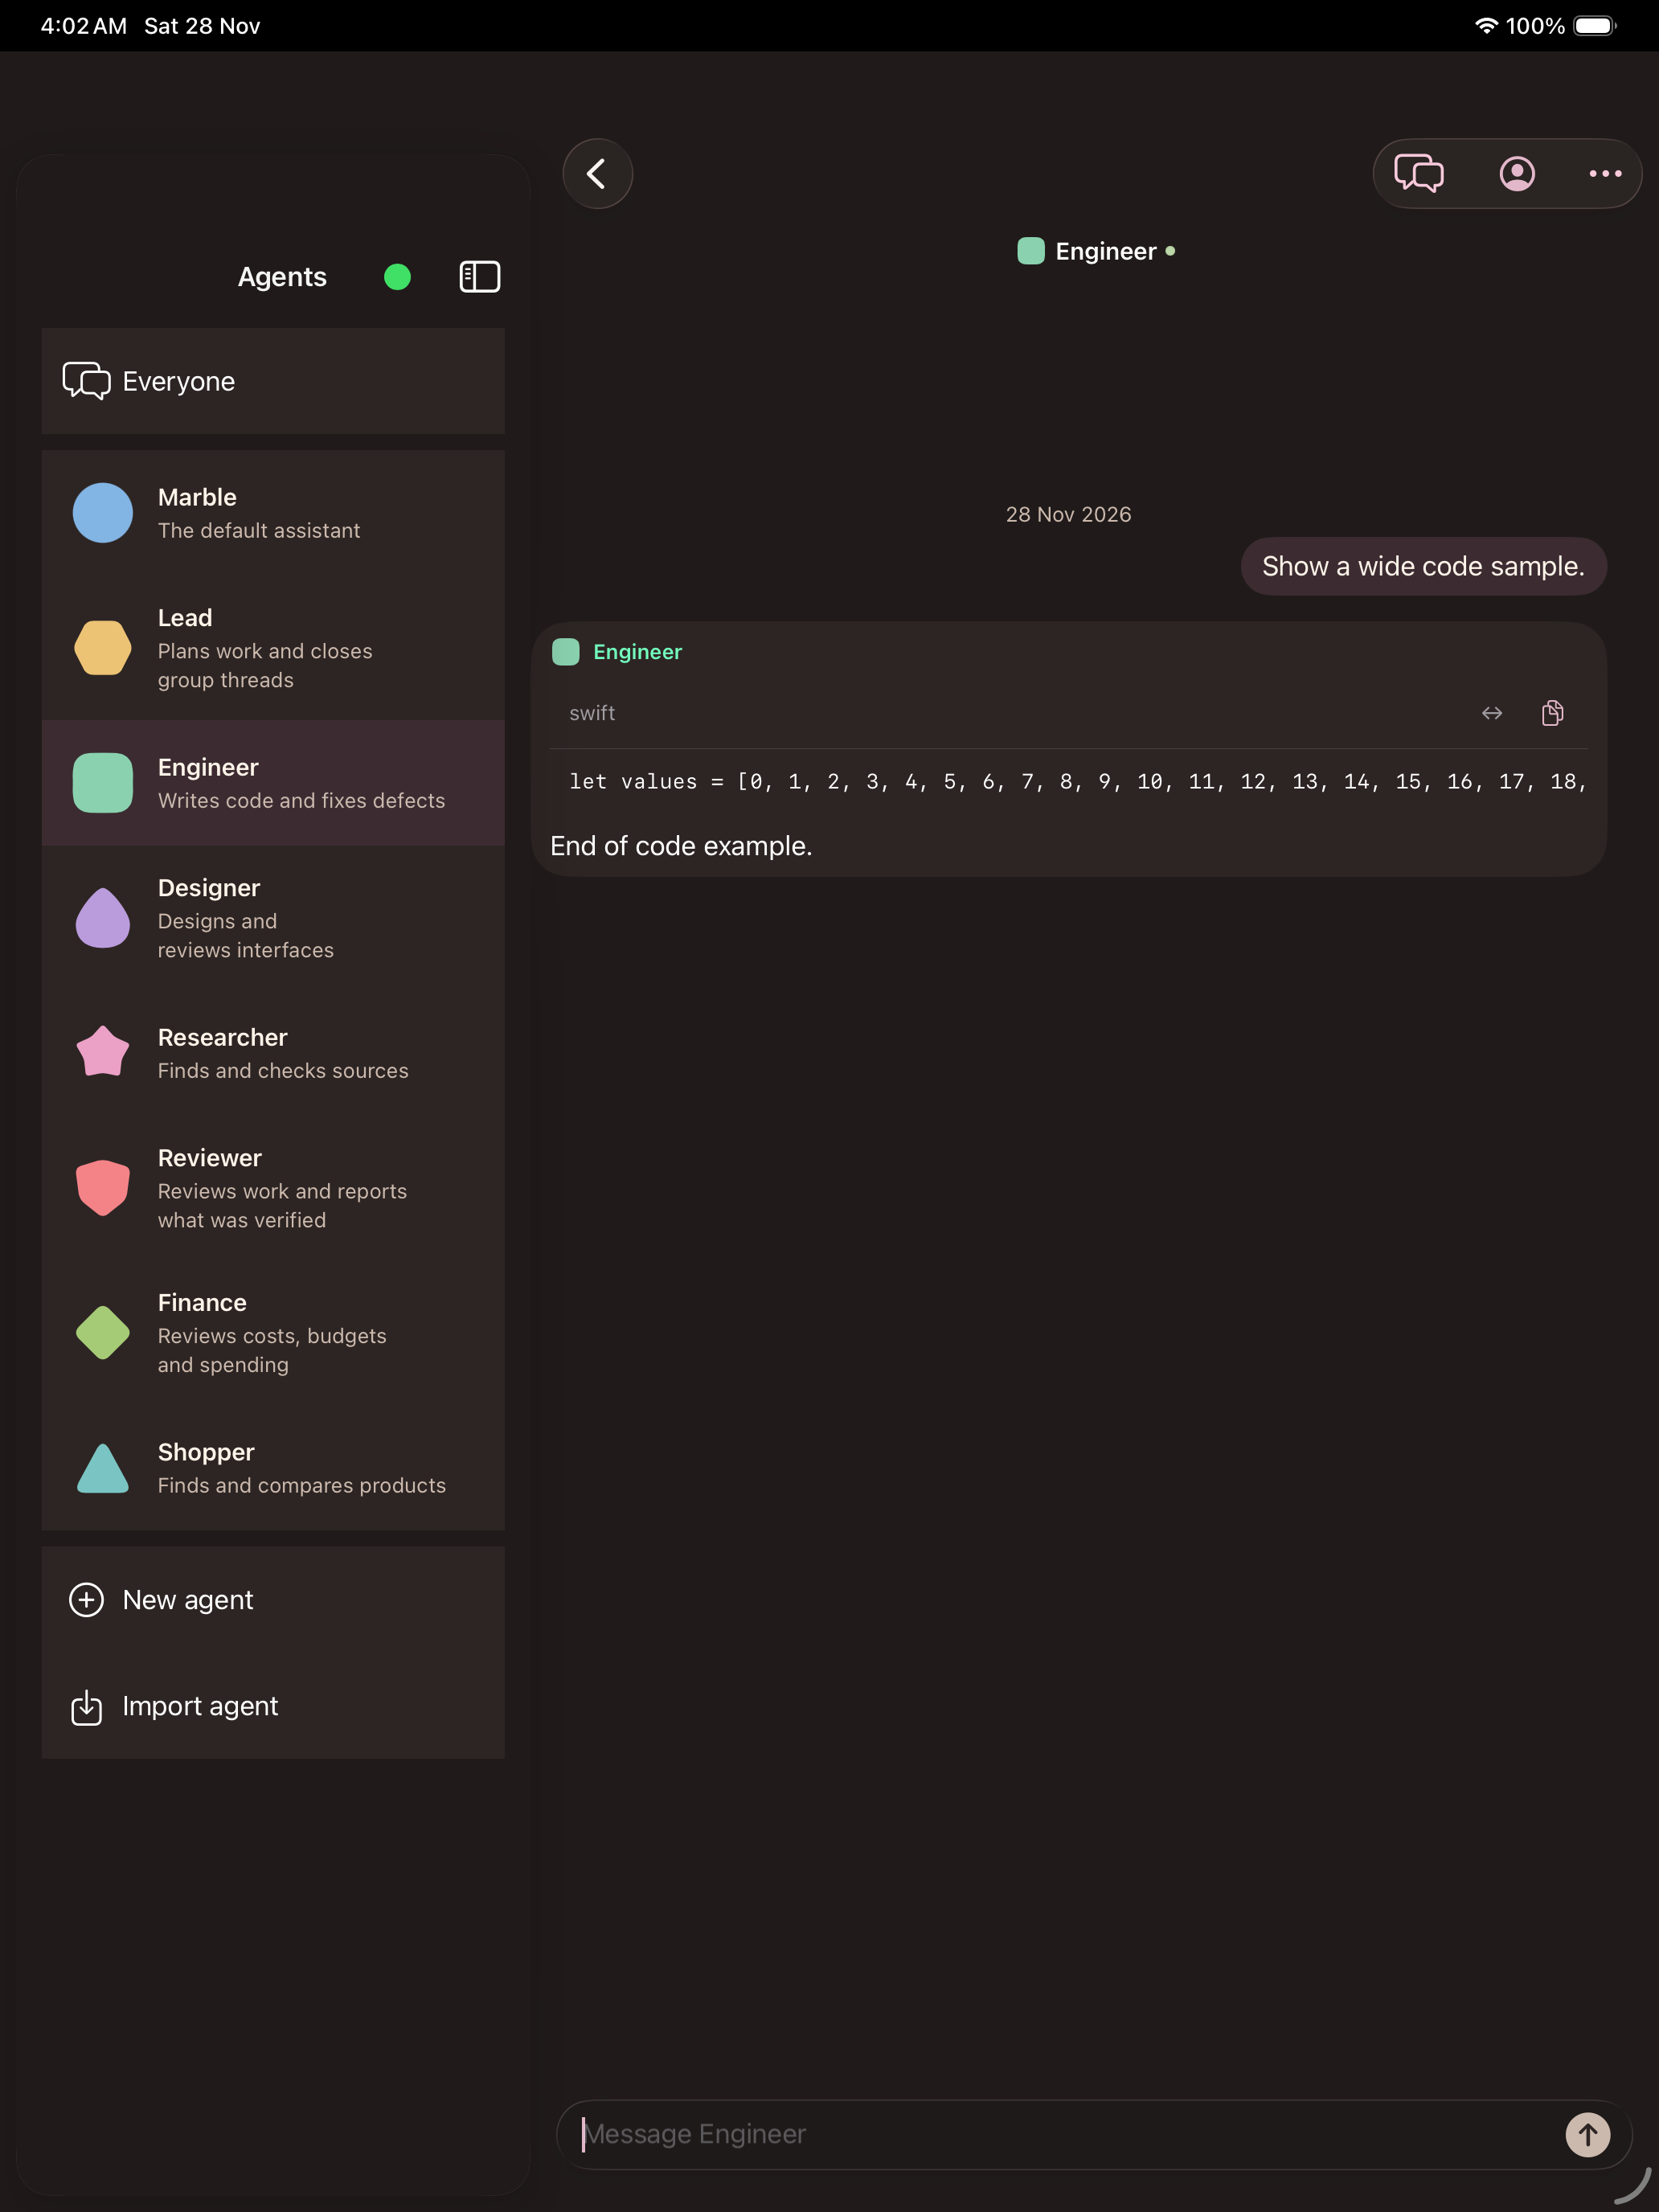 4:02 AM Sat 28 Nov
100%
Agents
Everyone
Marble
The default assistant
Lead
Plans work and closes
group threads
Engineer
Writes code and fixes defects
Designer
Designs and
reviews interfaces
Researcher
Finds and checks sources
Reviewer
Reviews work and reports
what was verified
Finance
Reviews costs, budgets
and spending
Shopper
Finds and compares products
New agent
Import agent
Engineer
28 Nov 2026
Show a wide code sample.
Engineer
swift
let values = [0, 1, 2, 3, 4, 5, 6, 7, 8, 9, 10, 11, 12, 13, 14, 15, 16, 17, 18,
End of code example.
Message Engineer